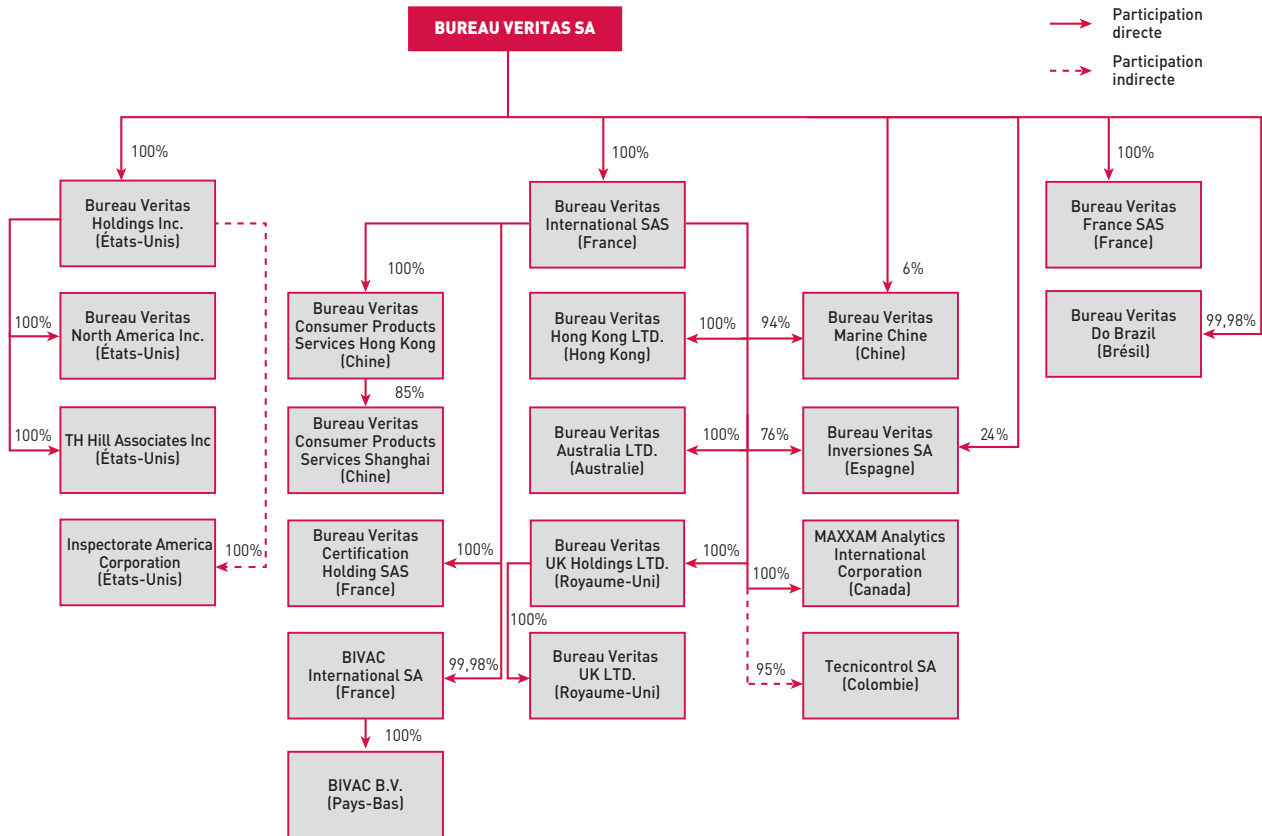 BUREAU VERITAS SA
Participation
directe
Participation
indirecte
100%
100%
100%
Bureau Veritas
Holdings Inc.
(États-Unis)
Bureau Veritas
International SAS
(France)
Bureau Veritas
France SAS
(France)
100%
6%
100%
Bureau Veritas
North America Inc.
(États-Unis)
Bureau Veritas
Consumer Products
Services Hong Kong
(Chine)
Bureau Veritas
Hong Kong LTD.
(Hong Kong)
100%
94%
Bureau Veritas
Marine Chine
(Chine)
Bureau Veritas
Do Brazil
(Brésil)
99,98%
85%
100%
TH Hill Associates Inc
(États-Unis)
Bureau Veritas
Consumer Products
Services Shanghai
(Chine)
Bureau Veritas
Australia LTD.
(Australie)
100%
76%
Bureau Veritas
Inversiones SA
(Espagne)
24%
Inspectorate America
Corporation
(États-Unis)
100%
Bureau Veritas
Certification
Holding SAS
(France)
100%
Bureau Veritas
UK Holdings LTD.
(Royaume-Uni)
100%
100%
MAXXAM Analytics
International
Corporation
(Canada)
100%
BIVAC
International SA
(France)
99,98%
Bureau Veritas
UK LTD.
(Royaume-Uni)
95%
Tecnicontrol SA
(Colombie)
100%
BIVAC B.V.
(Pays-Bas)